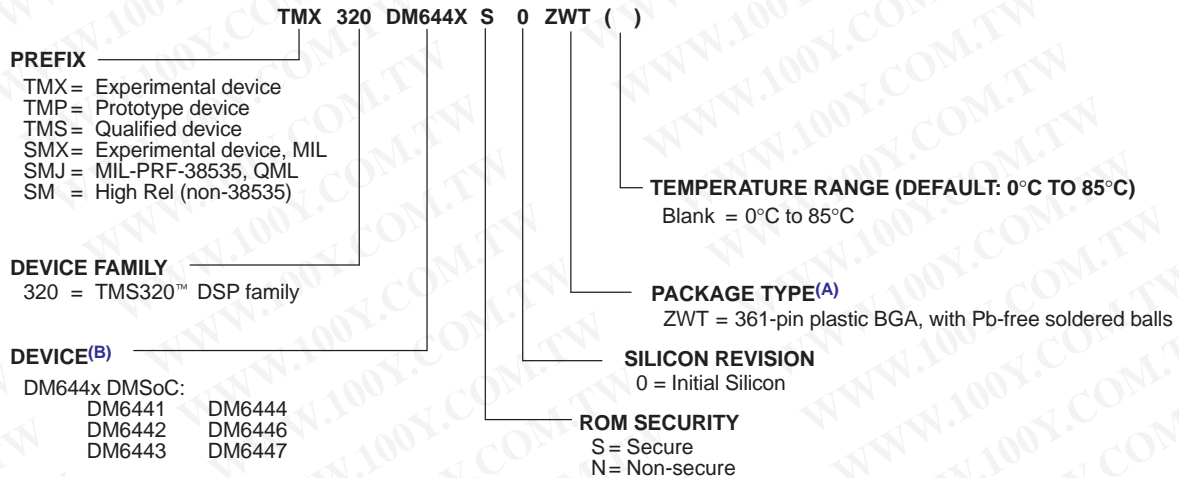 TMX 320 DM644X S 0 ZWT ( )
PREFIX
TMX = Experimental device
TMP = Prototype device
TMS = Qualified device
SMX = Experimental device, MIL
SMJ = MIL-PRF-38535, QML
SM = High Rel (non-38535)
TEMPERATURE RANGE (DEFAULT: 0°C TO 85°C)
Blank = 0°C to 85°C
DEVICE FAMILY
320 = TMS320™ DSP family
PACKAGE TYPE(A)
ZWT = 361-pin plastic BGA, with Pb-free soldered balls
DEVICE(B)
DM644x DMSoC:
DM6441 DM6444
DM6442 DM6446
DM6443 DM6447
SILICON REVISION
0 = Initial Silicon
ROM SECURITY
S = Secure
N = Non-secure
WWW.100Y.COM.TW